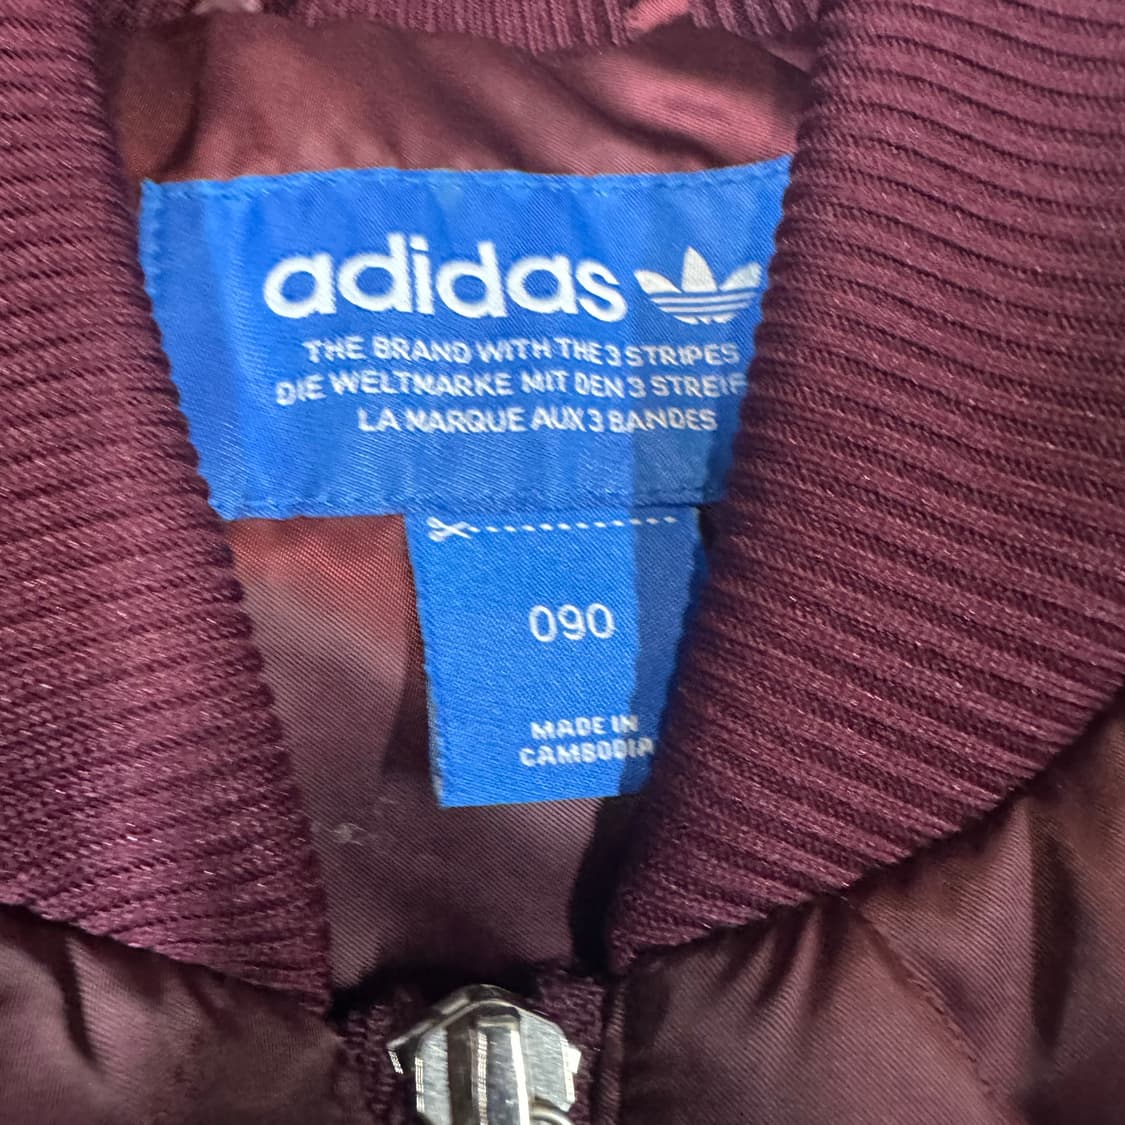 adidas
THE BRAND WITH THE 3 STRIPES
DIE WELTMARKE MIT DEN 3 STREIF
LA MARQUE AUX 3 BANDES
090
MADE IN
CAMBODIA